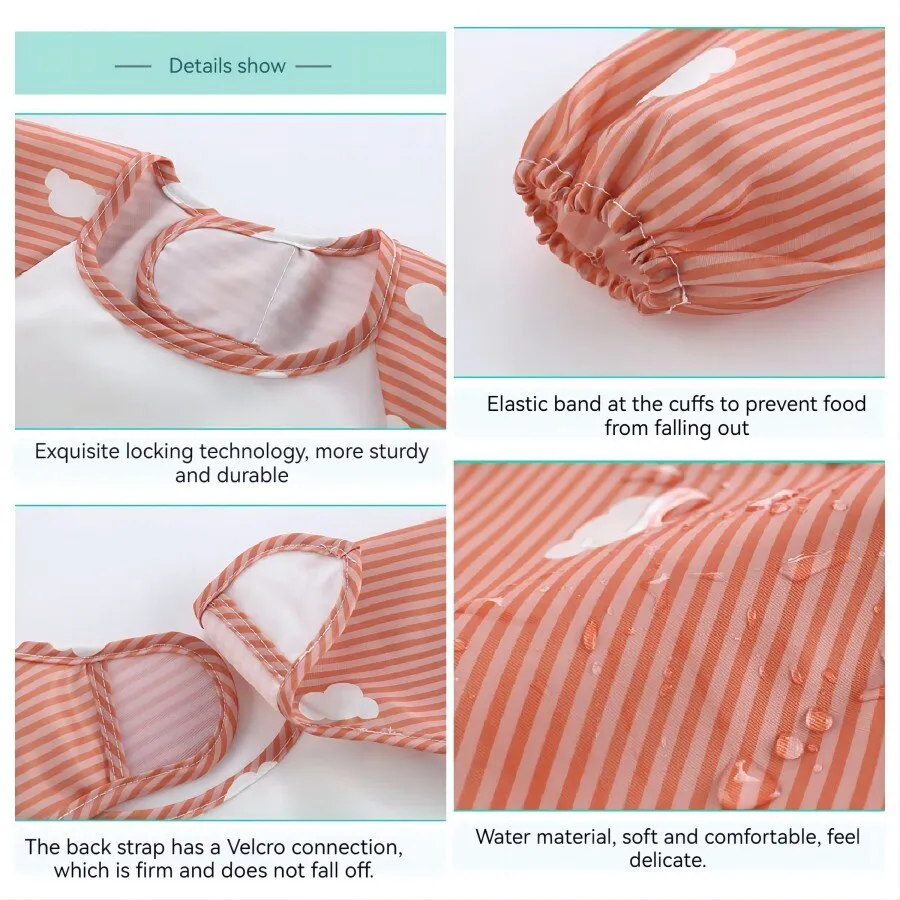 Details show
Exquisite locking technology, more sturdy
and durable
Elastic band at the cuffs to prevent food
from falling out
The back strap has a Velcro connection,
which is firm and does not fall off.
Water material, soft and comfortable, feel
delicate.